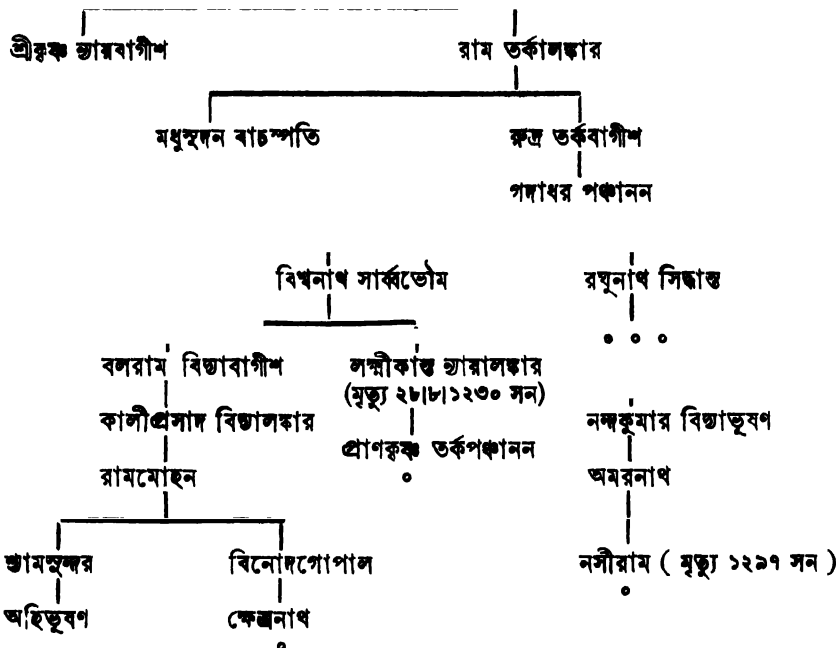 শ্রীকৃষ্ণ ন্যায়বাগীশ রাম তর্কালঙ্কার
মধুসূদন বাচস্পতি রুদ্র তর্কবাগীশ
গদাধর পঞ্চানন
বিশ্বনাথ সার্ব্বভৌম রঘুনাথ সিদ্ধান্ত
বলরাম বিদ্যাবাগীশ লক্ষ্মীকান্ত ন্যায়ালঙ্কার
(মৃত্যু ২৮।৮।১২৩০ সন)
কালীপ্রসাদ বিদ্যালঙ্কার নন্দকুমার বিদ্যাভূষণ
প্রাণকৃষ্ণ তর্কপঞ্চানন
রামমোহন অমরনাথ
শ্যামসুন্দর বিনোদগোপাল নসীরাম ( মৃত্যু ১২৯৭ সন )
অহিভূষণ ক্ষেত্রনাথ